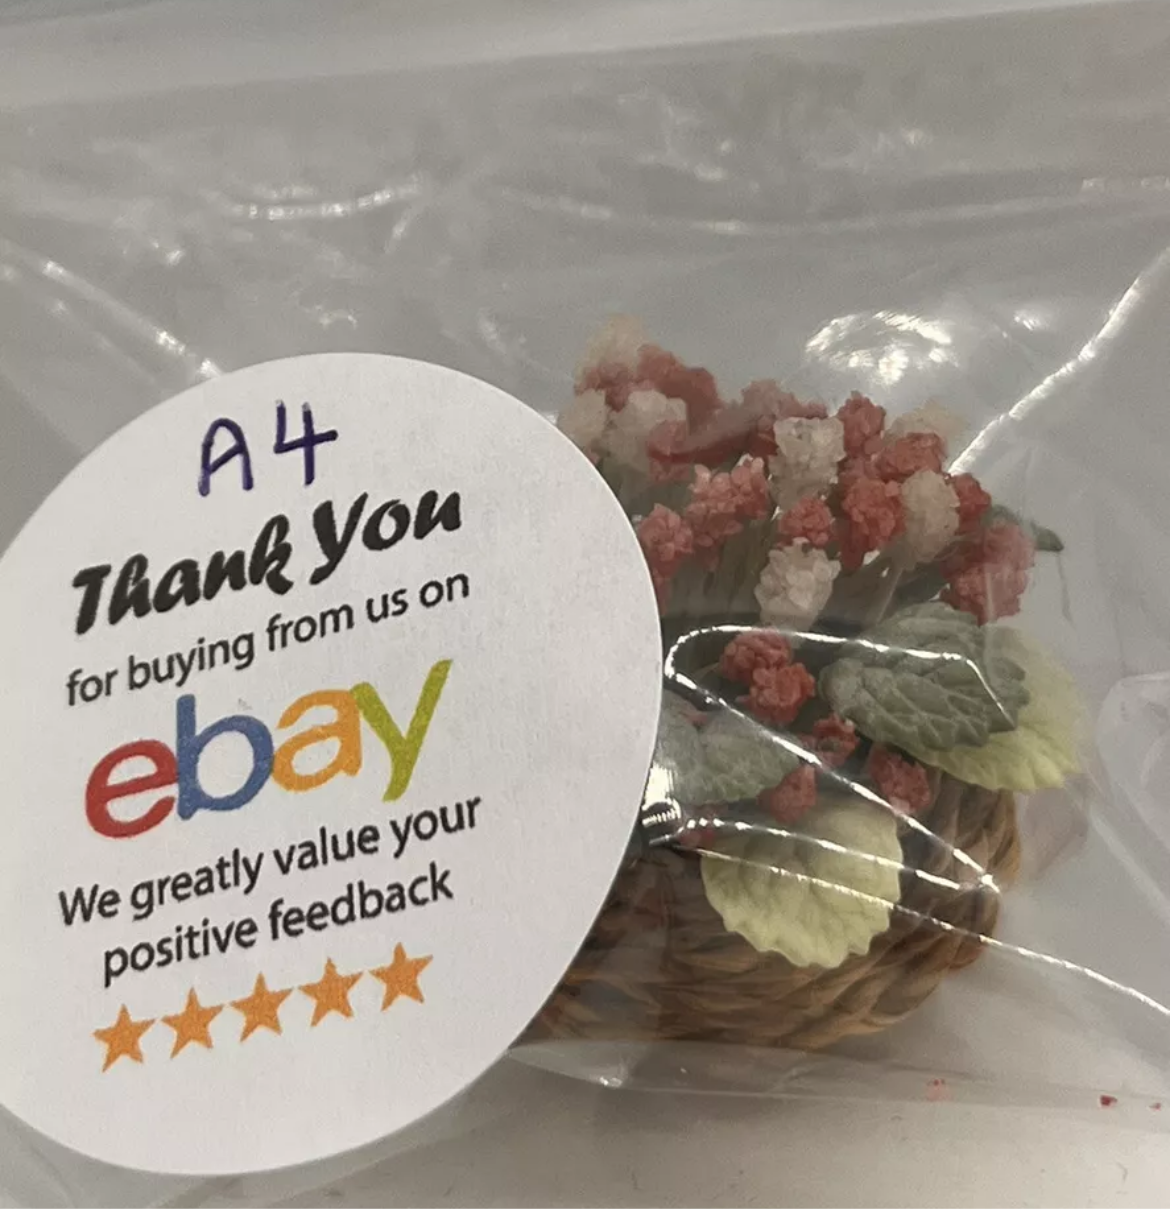 A4
Thank You
for buying from us on
ebay
We greatly value your
positive feedback